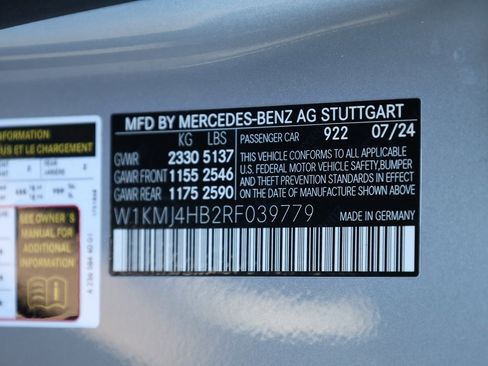 MFD BY MERCEDES-BENZ AG STUTTGART
KG LBS
PASSENGER CAR 922 07/24
GVWR 2330 5137
GAWR FRONT 1155 2546
GAWR REAR 1175 2590
THIS VEHICLE CONFORMS TO ALL APPLICABLE
U.S. FEDERAL MOTOR VEHICLE SAFETY, BUMPER
AND THEFT PREVENTION STANDARDS IN EFFECT
ON THE DATE OF MANUFACTURE SHOWN ABOVE.
W1KMJ4HB2RF039779
MADE IN GERMANY
NFORMATION
US ET LE CHARGEMENT
SEE OWNER'S
MANUAL FOR
ADDITIONAL
INFORMATION